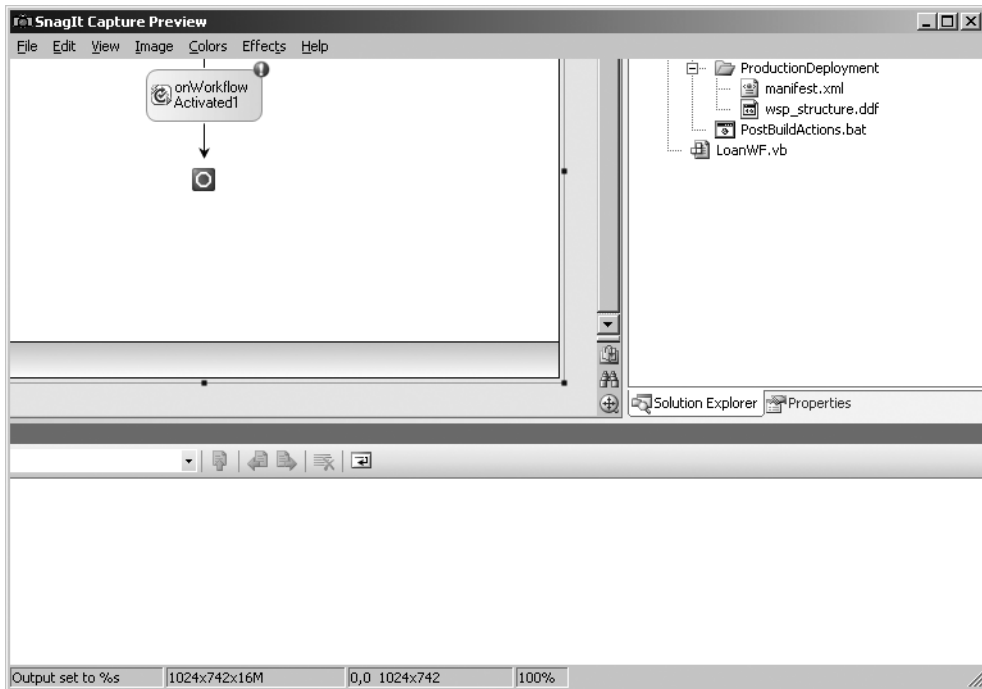 SnagIt Capture Preview
File Edit View Image Colors Effects Help
onWorkflow
Activated1
ProductionDeployment
manifest.xml
wsp_structure.ddf
PostBuildActions.bat
LoanWF.vb
Solution Explorer Properties
Output set to %s 1024x742x16M 0,0 1024x742 100%